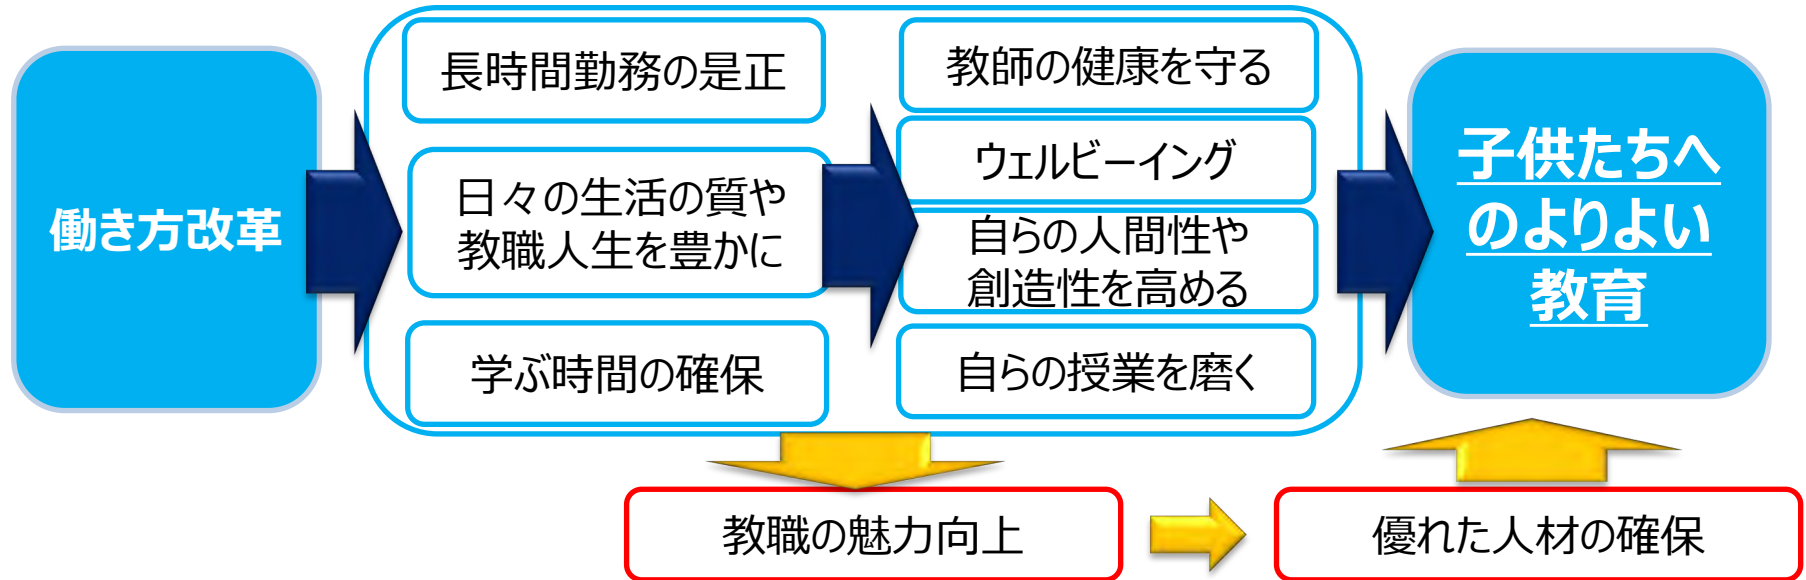 働き方改革
長時間勤務の是正
日々の生活の質や
教職人生を豊かに
学ぶ時間の確保
教師の健康を守る
ウェルビーイング
自らの人間性や
創造性を高める
自らの授業を磨く
子供たちへ
のよりよい
教育
教職の魅力向上
優れた人材の確保